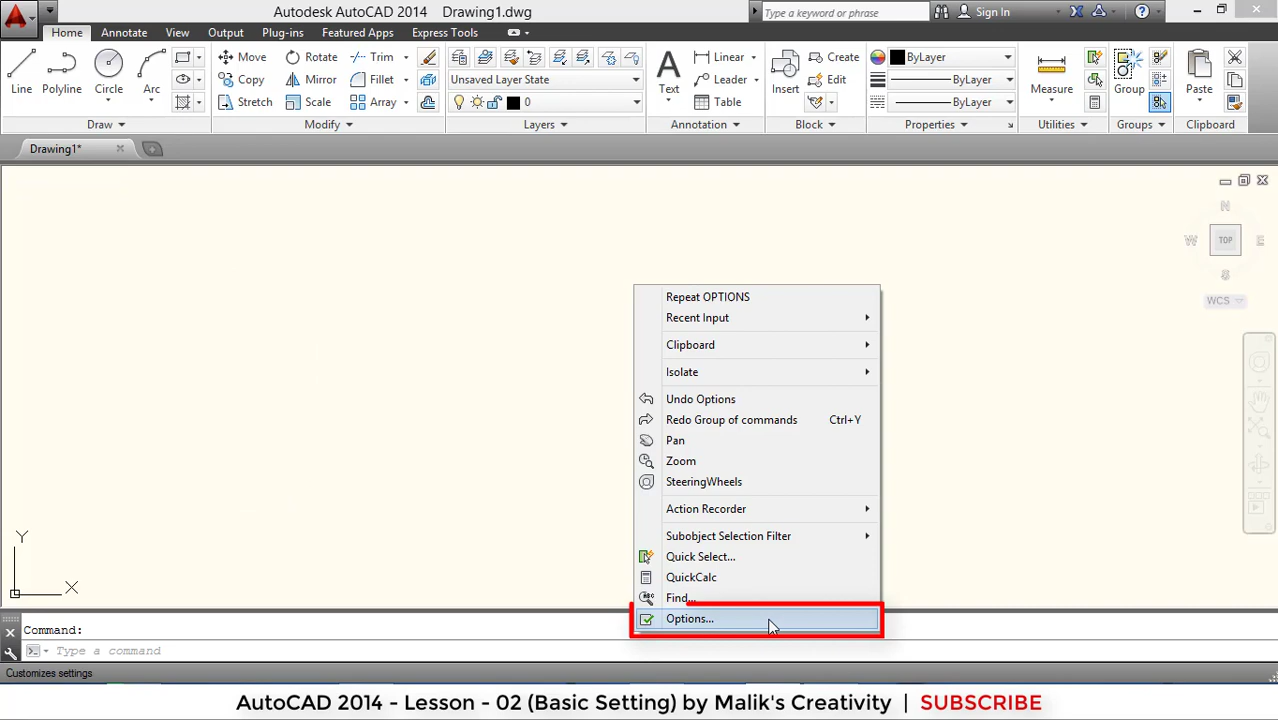 Autodesk AutoCAD 2014 Drawing1.dwg
Type a keyword or phrase
Sign In
Home Annotate View Output Plug-ins Featured Apps Express Tools
Line
Polyline
Circle
Arc
Draw
Move
Rotate
Trim
Copy
Mirror
Fillet
Stretch
Scale
Array
Modify
Unsaved Layer State
0
Layers
Text
Linear
Leader
Table
Annotation
Insert
Create
Edit
Block
ByLayer
ByLayer
ByLayer
Properties
Measure
Utilities
Group
Groups
Paste
Clipboard
Drawing1*
N
W
TOP
E
S
WCS
Repeat OPTIONS
Recent Input
Clipboard
Isolate
Undo Options
Redo Group of commands Ctrl+Y
Pan
Zoom
SteeringWheels
Action Recorder
Subobject Selection Filter
Quick Select...
QuickCalc
Find...
Options...
Y
X
Command:
Type a command
Customizes settings
AutoCAD 2014 - Lesson - 02 (Basic Setting) by Malik's Creativity | SUBSCRIBE